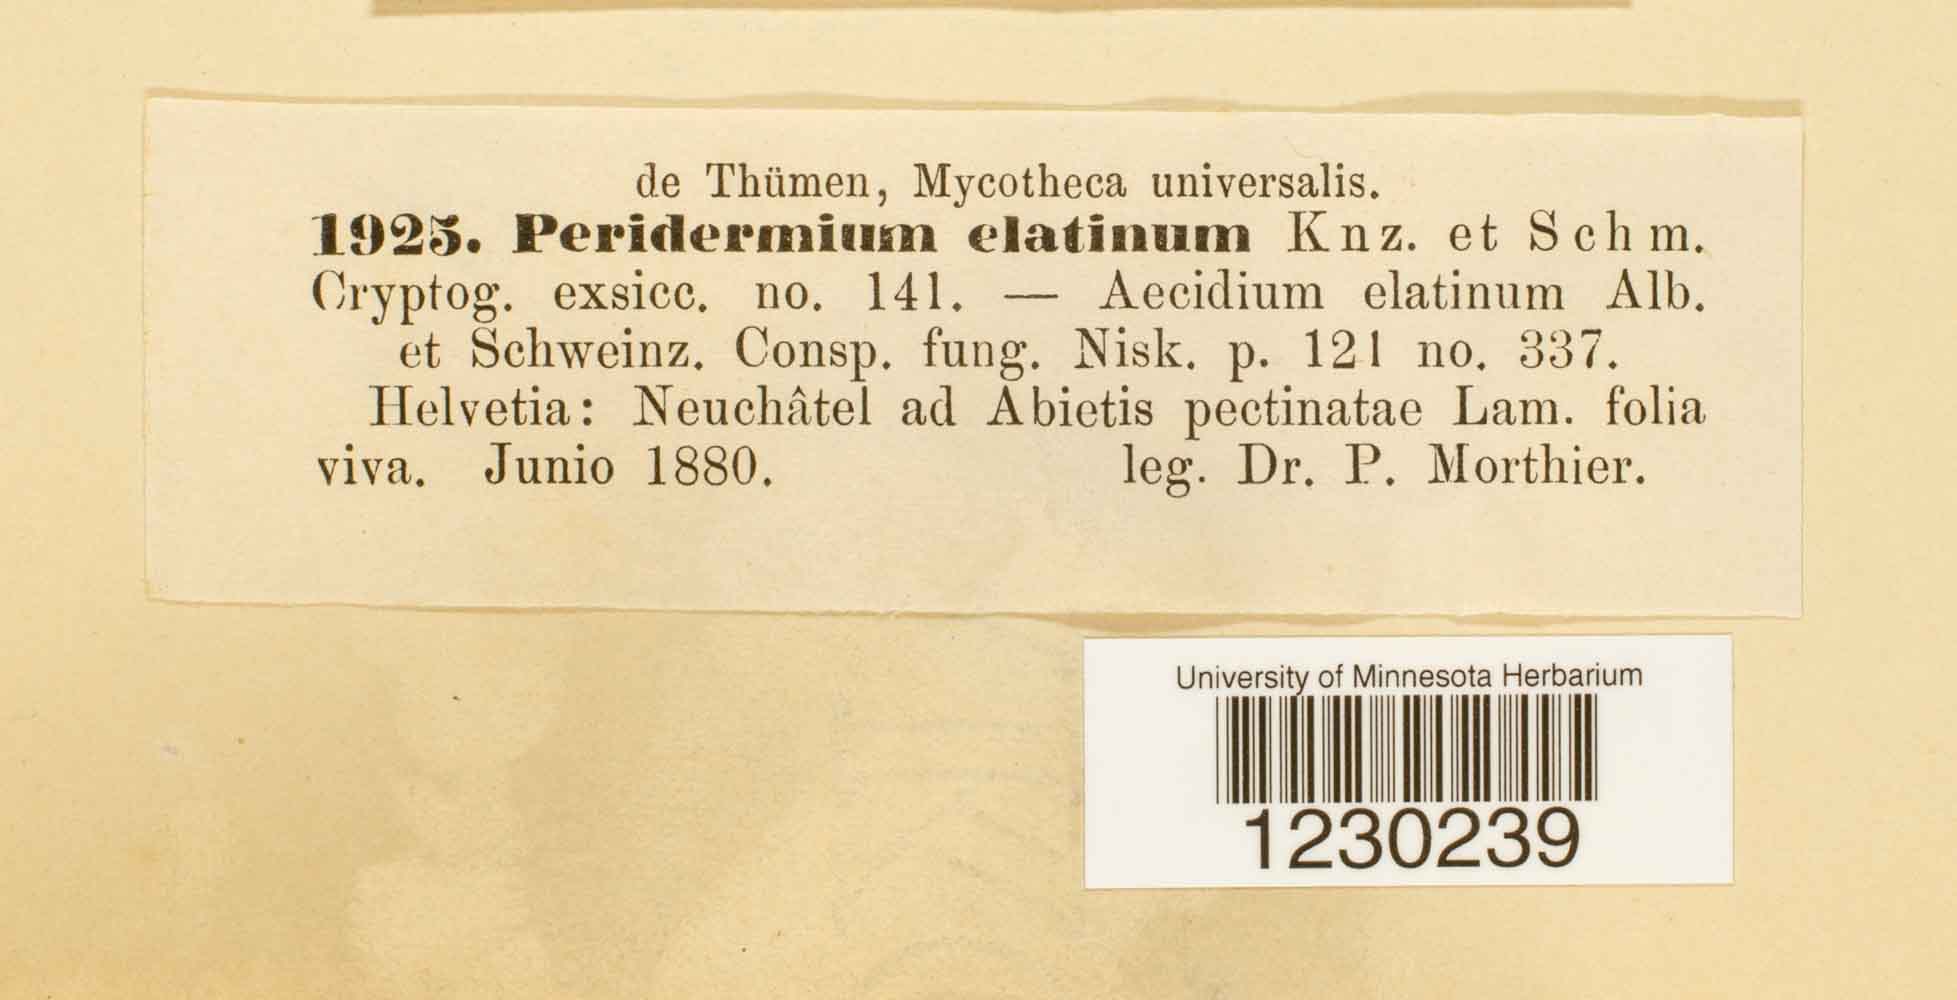 de Thümen, Mycotheca universalis.
1925. Peridermium elatinum Knz. et Schm.
Cryptog. exsicc. no. 141. — Aecidium elatinum Alb.
et Schweinz. Consp. fung. Nisk. p. 121 no. 337.
Helvetia: Neuchâtel ad Abietis pectinatae Lam. folia
viva. Junio 1880. leg. Dr. P. Morthier.
University of Minnesota Herbarium
1230239